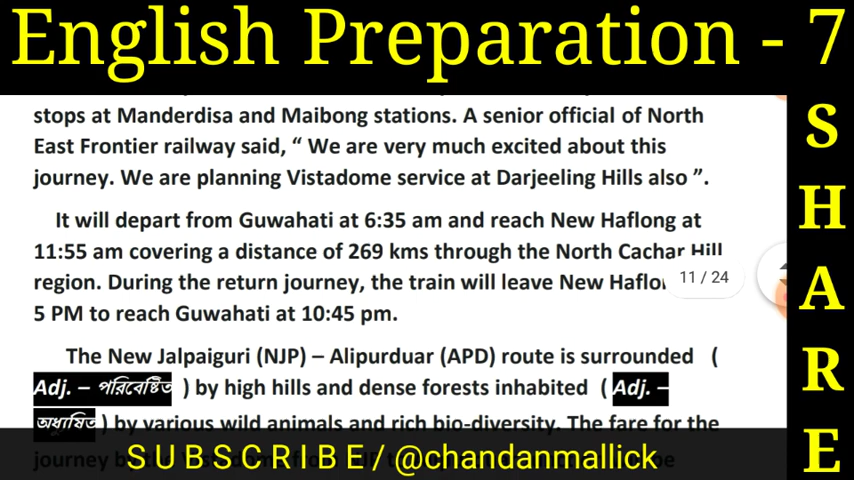 English Preparation - 7
stops at Manderdisa and Maibong stations. A senior official of North
East Frontier railway said, “ We are very much excited about this
journey. We are planning Vistadome service at Darjeeling Hills also ”.
It will depart from Guwahati at 6:35 am and reach New Haflong at
11:55 am covering a distance of 269 kms through the North Cachar Hill
region. During the return journey, the train will leave New
11 / 24
5 PM to reach Guwahati at 10:45 pm.
The New Jalpaiguri (NJP) – Alipurduar (APD) route is surrounded (
Adj. – পরিবেষ্টিত ) by high hills and dense forests inhabited ( Adj. –
অধ্যুষিত ) by various wild animals and rich bio-diversity. The fare for the
journey by
S U B S C R I B E / @chandanmallick
S
H
A
R
E